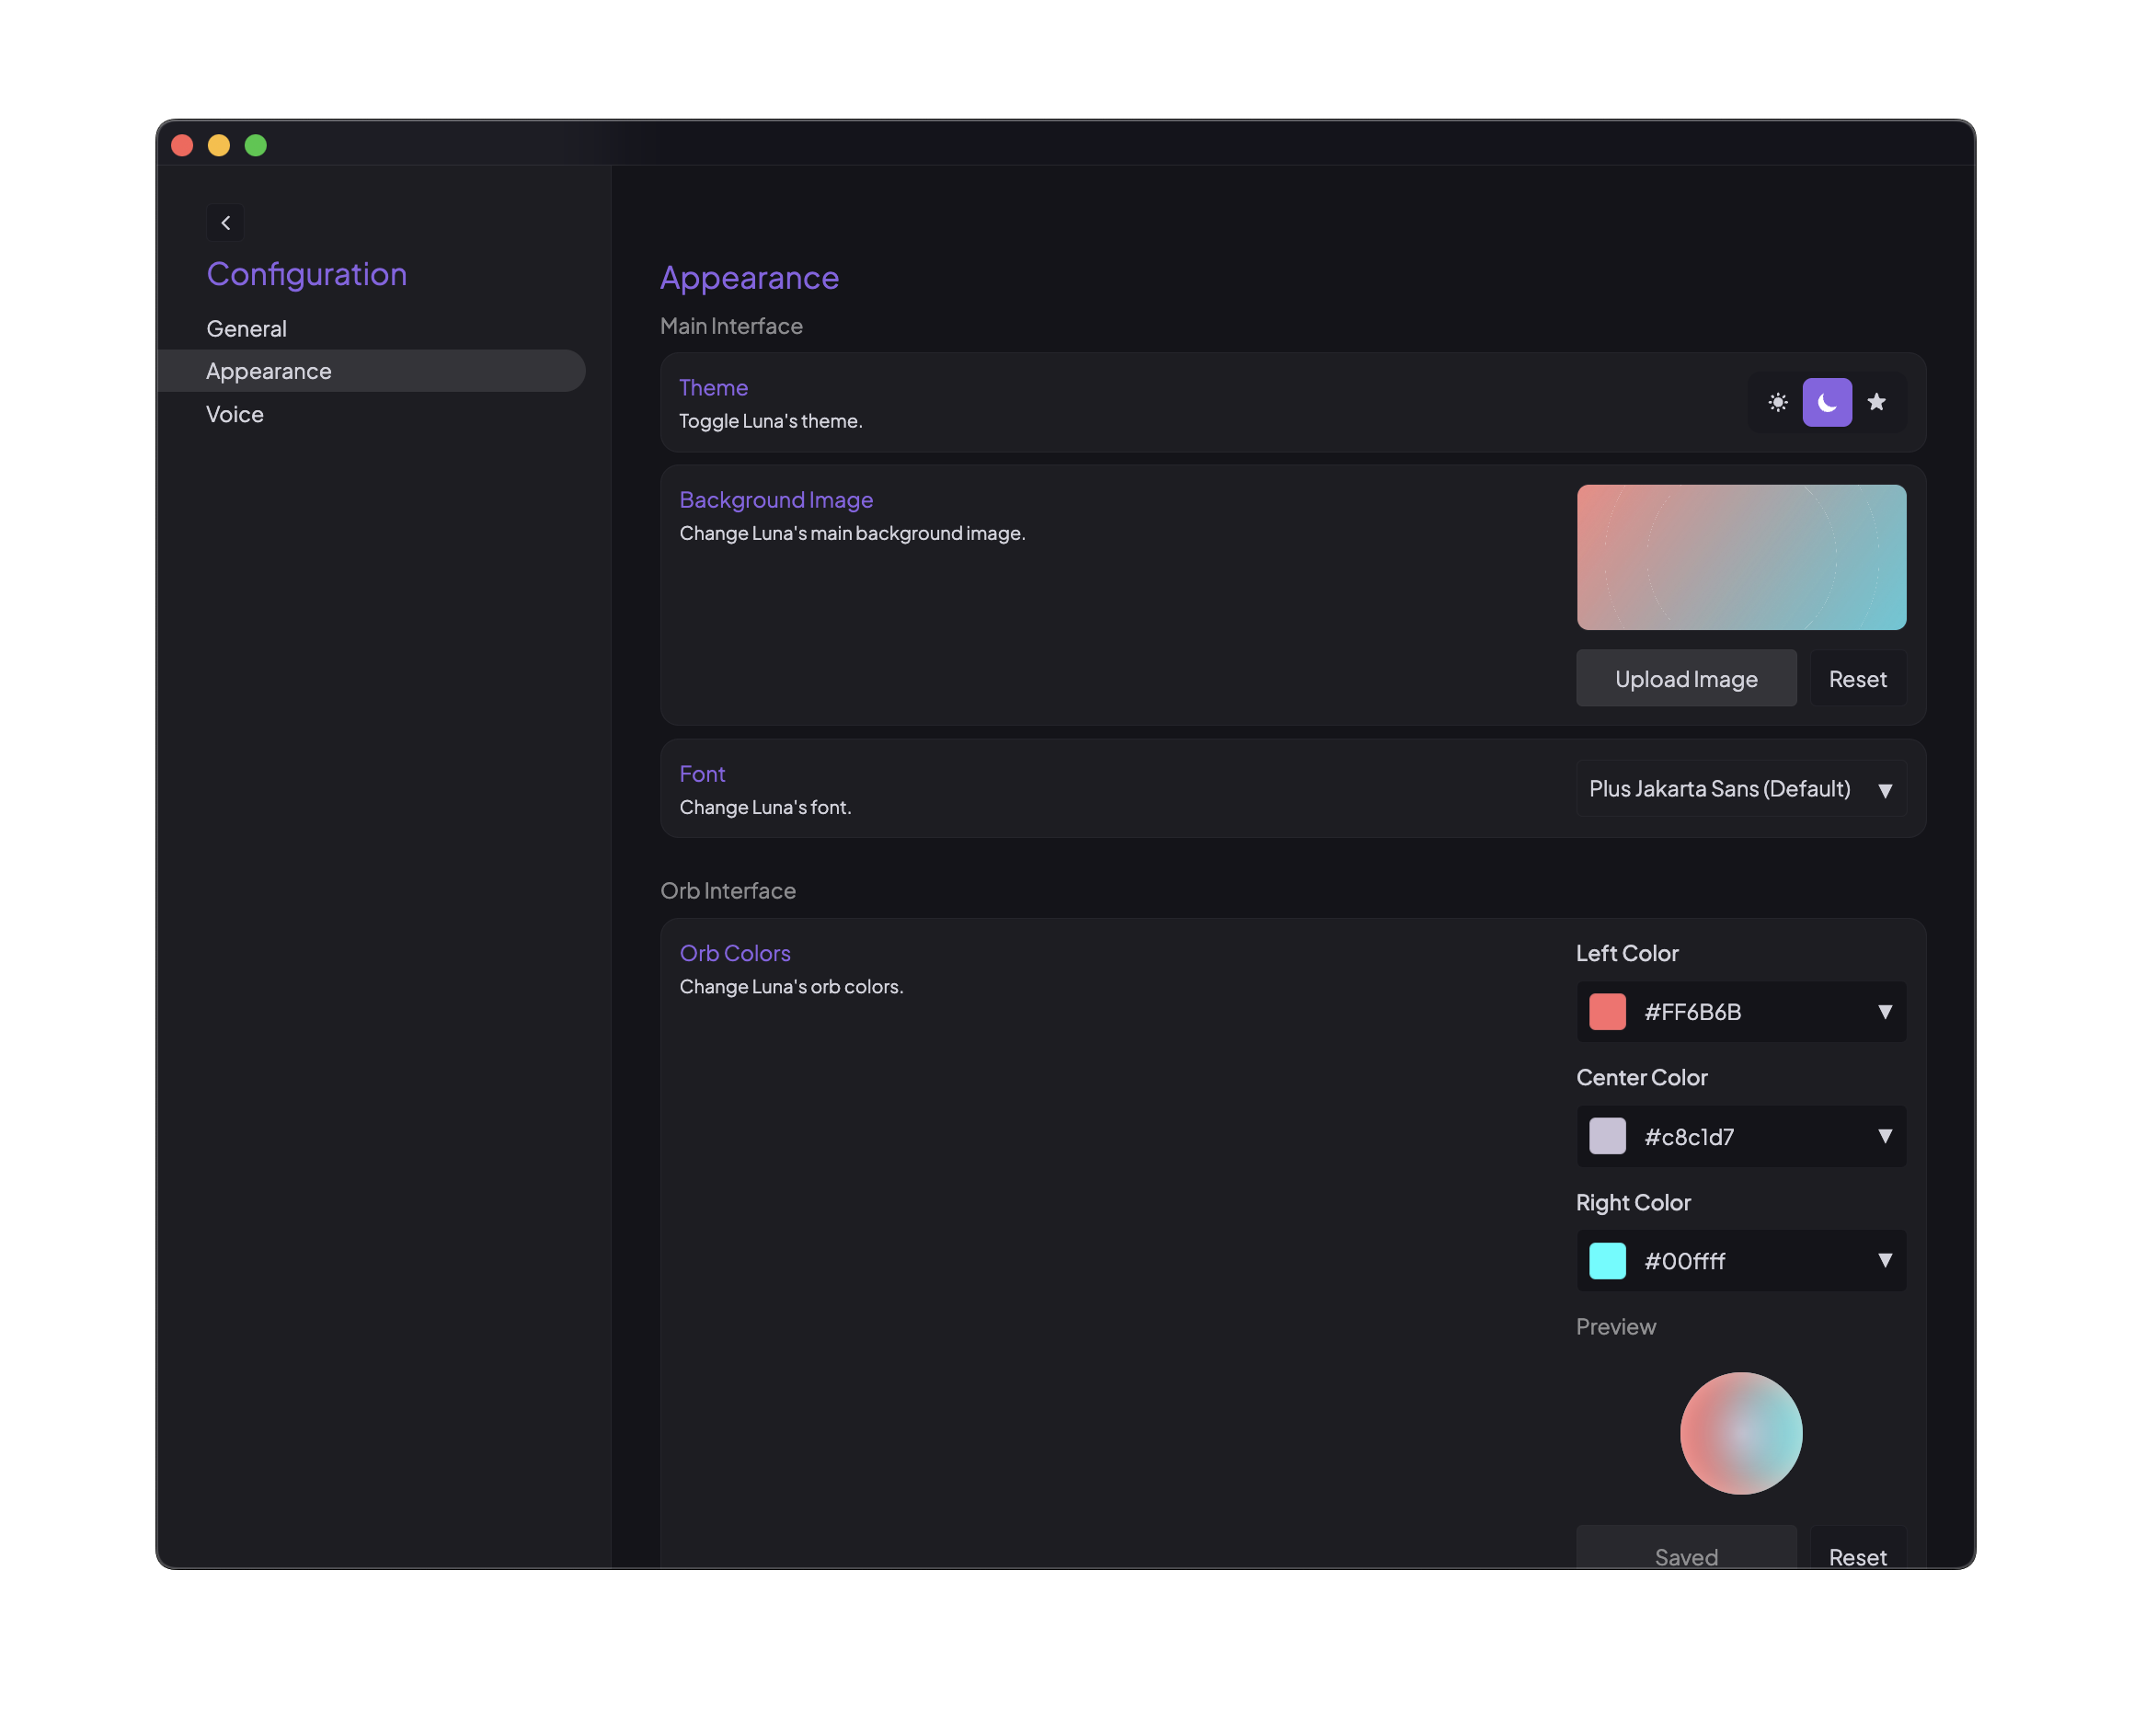 Configuration
General
Appearance
Voice
Appearance
Main Interface
Theme
Toggle Luna's theme.
Background Image
Change Luna's main background image.
Upload Image
Reset
Font
Change Luna's font.
Plus Jakarta Sans (Default)
Orb Interface
Orb Colors
Change Luna's orb colors.
Left Color
#FF6B6B
Center Color
#c8c1d7
Right Color
#00ffff
Preview
Saved
Reset